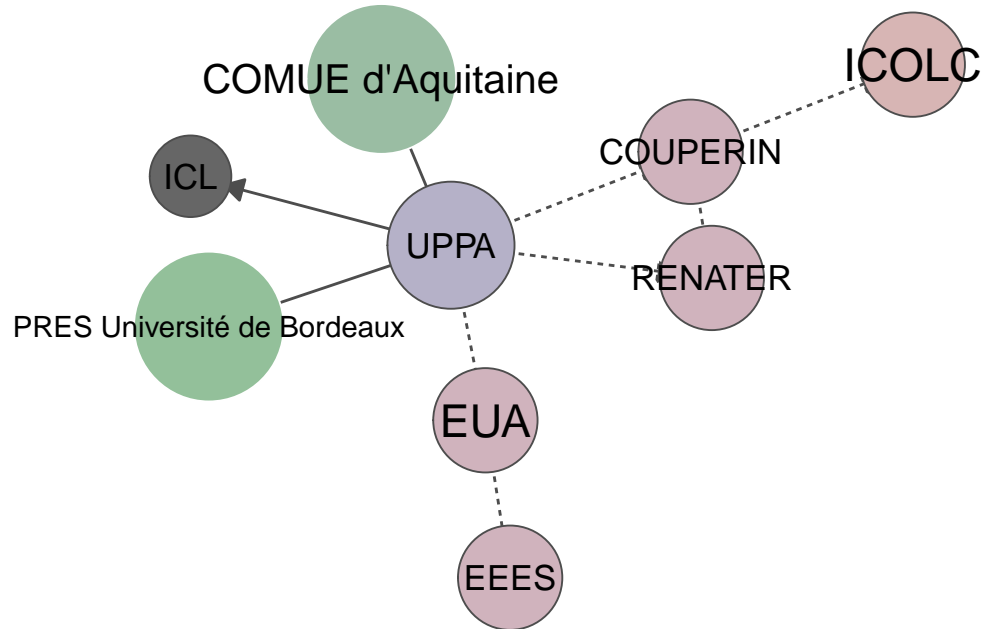 ICOLC
COMUE d'Aquitaine
COUPERIN
ICL
UPPA
RENATER
PRES Université de Bordeaux
EUA
EEES